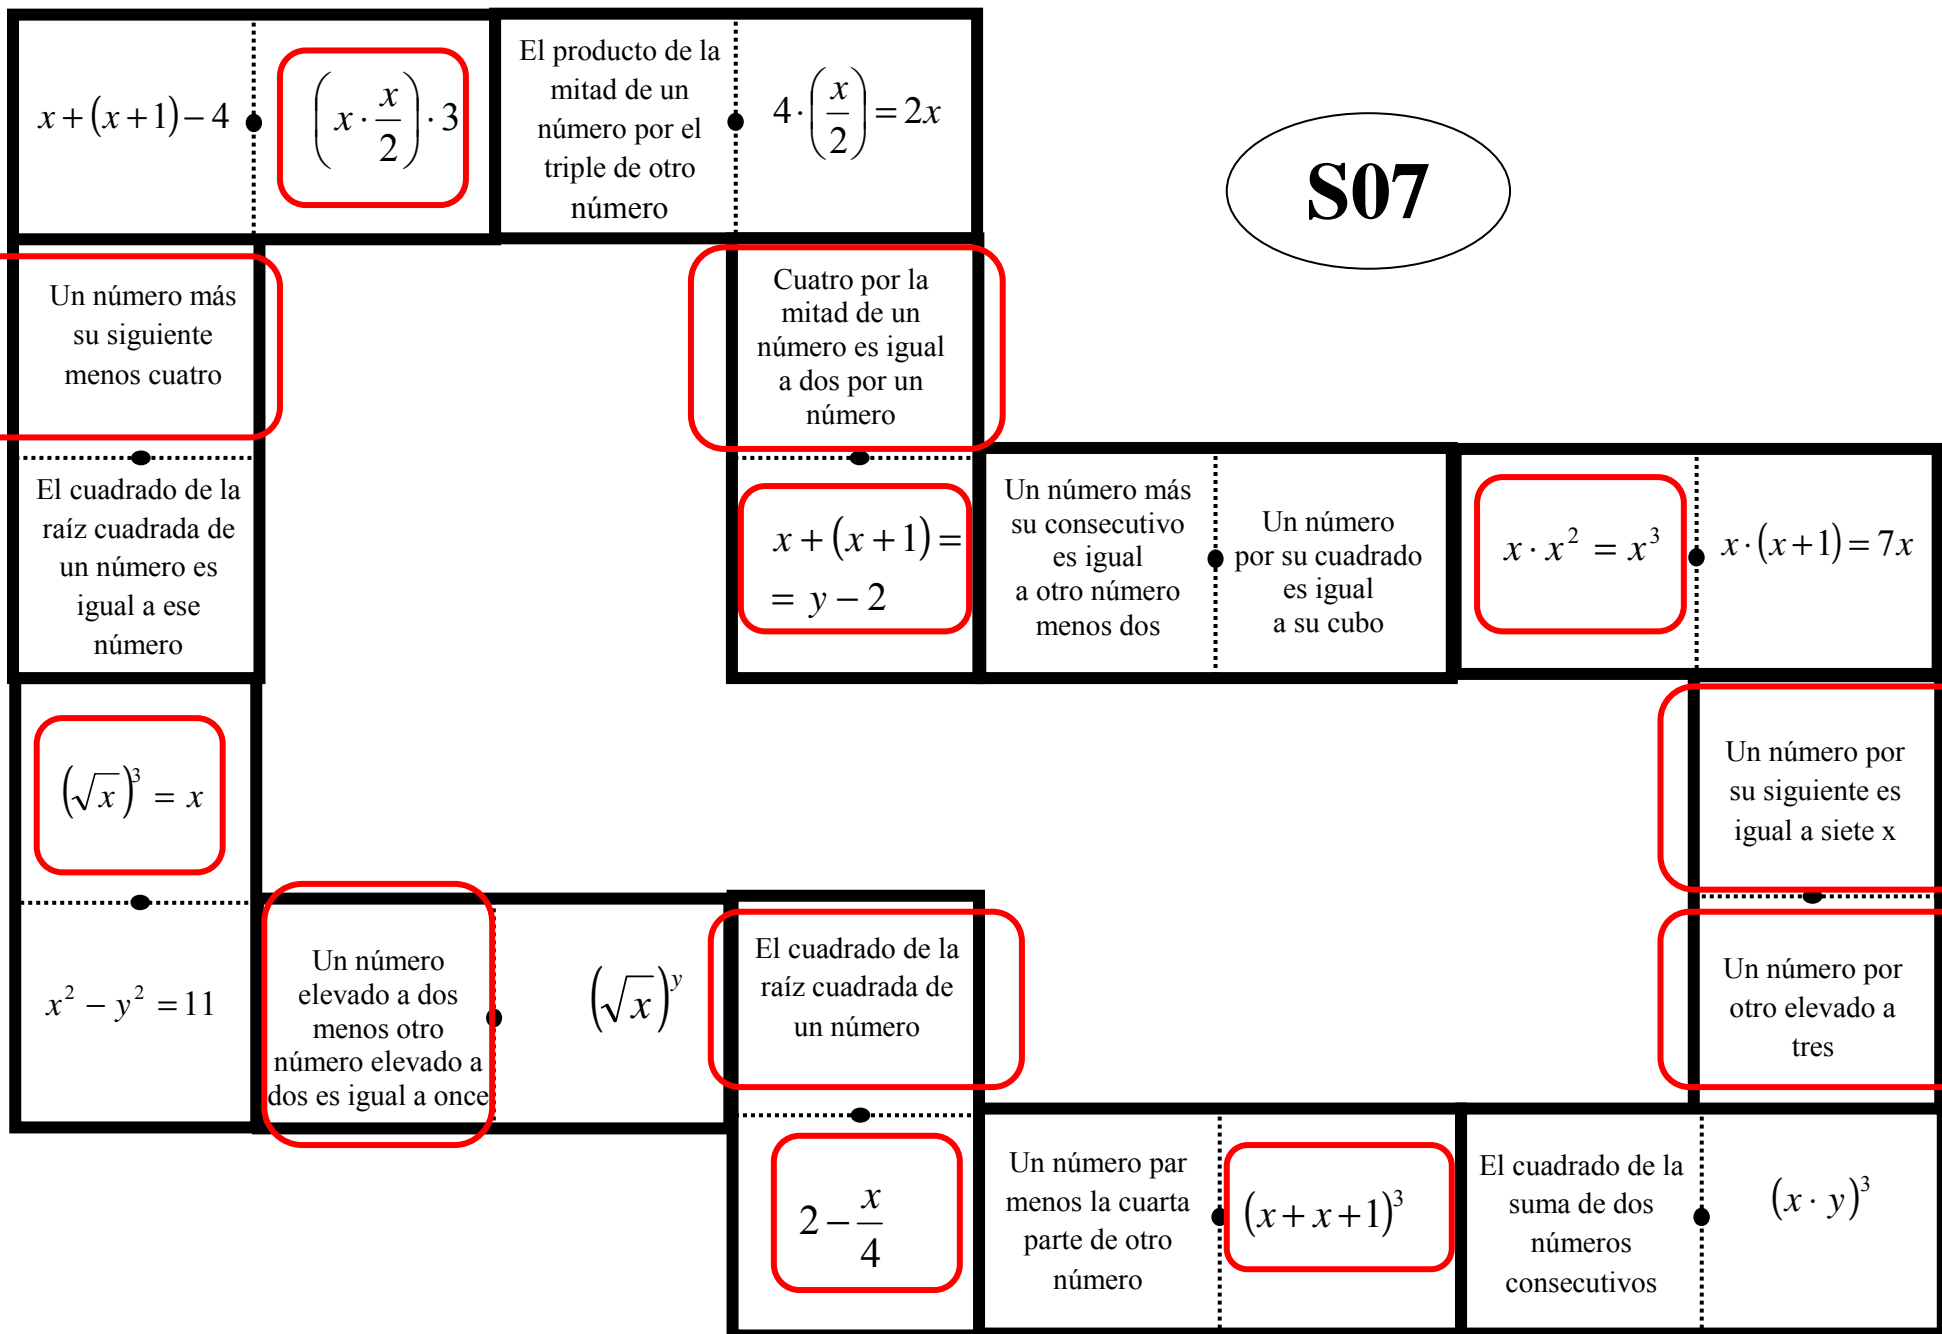 x + (x + 1) − 4
(x · x/2) · 3
El producto de la
mitad de un
número por el
triple de otro
número
4 · (x/2) = 2x
S07
Un número más
su siguiente
menos cuatro
Cuatro por la
mitad de un
número es igual
a dos por un
número
El cuadrado de la
raíz cuadrada de
un número es
igual a ese
número
x + (x + 1) =
= y − 2
Un número más
su consecutivo
es igual
a otro número
menos dos
Un número
por su cuadrado
es igual
a su cubo
x · x² = x³
x · (x + 1) = 7x
(√x)³ = x
Un número por
su siguiente es
igual a siete x
x² − y² = 11
Un número
elevado a dos
menos otro
número elevado a
dos es igual a once
(√x)ʸ
El cuadrado de la
raíz cuadrada de
un número
Un número por
otro elevado a
tres
2 − x/4
Un número par
menos la cuarta
parte de otro
número
(x + x + 1)³
El cuadrado de la
suma de dos
números
consecutivos
(x · y)³